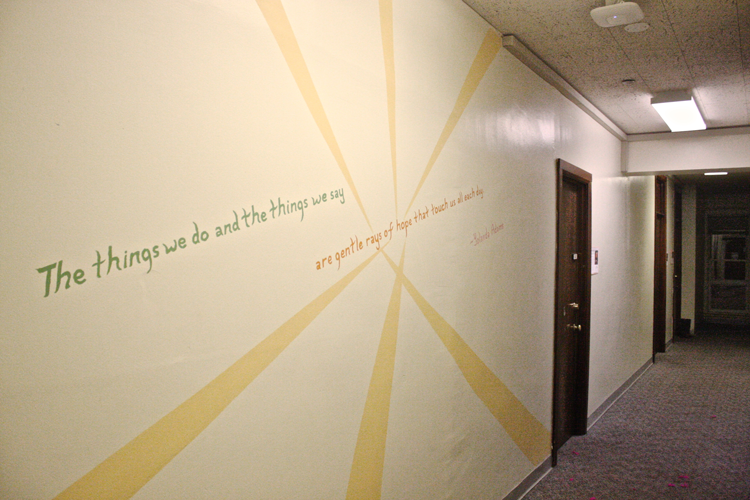 The things we do and the things we say
are gentle rays of hope that touch us all each day